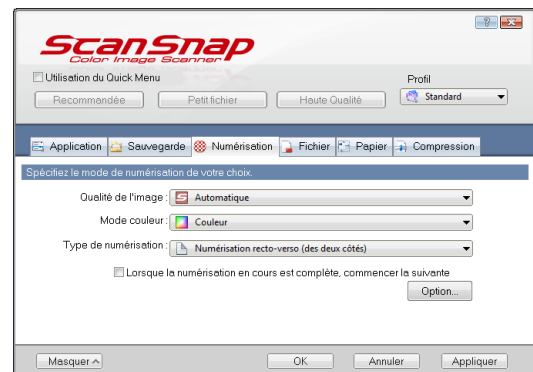 ScanSnap
Color Image Scanner
Utilisation du Quick Menu
Profil
Recommandée Petit fichier Haute Qualité Standard
Application Sauvegarde Numérisation Fichier Papier Compression
Spécifiez le mode de numérisation de votre choix.
Qualité de l'image : Automatique
Mode couleur : Couleur
Type de numérisation : Numérisation recto-verso (des deux côtés)
Lorsque la numérisation en cours est complète, commencer la suivante
Option...
Masquer OK Annuler Appliquer